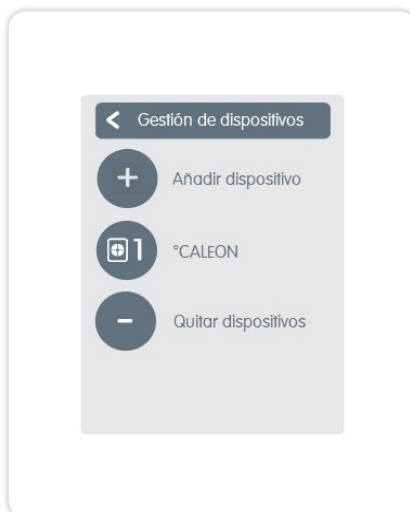 Gestión de dispositivos
+ Añadir dispositivo
1 °CALEON
- Quitar dispositivos